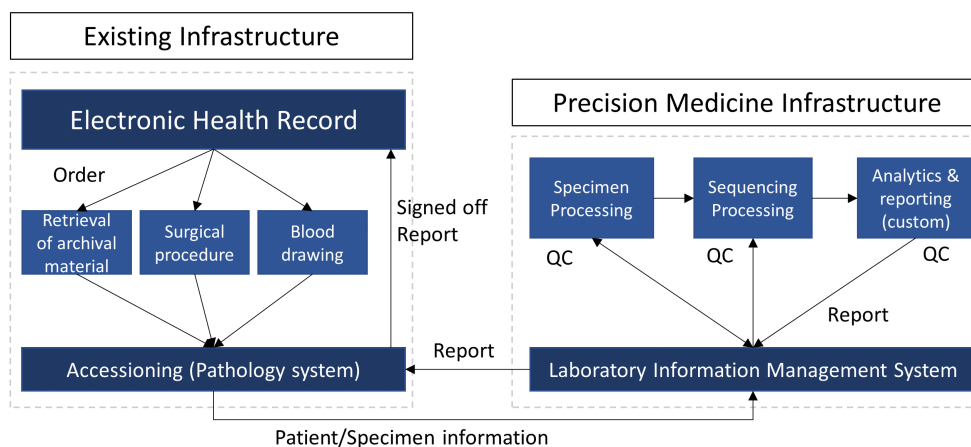 Existing Infrastructure
Electronic Health Record
Order
Retrieval
of archival
material
Surgical
procedure
Blood
drawing
Signed off
Report
Accessioning (Pathology system)
Precision Medicine Infrastructure
Specimen
Processing
Sequencing
Processing
Analytics &
reporting
(custom)
QC
QC
QC
Report
Report
Laboratory Information Management System
Patient/Specimen information